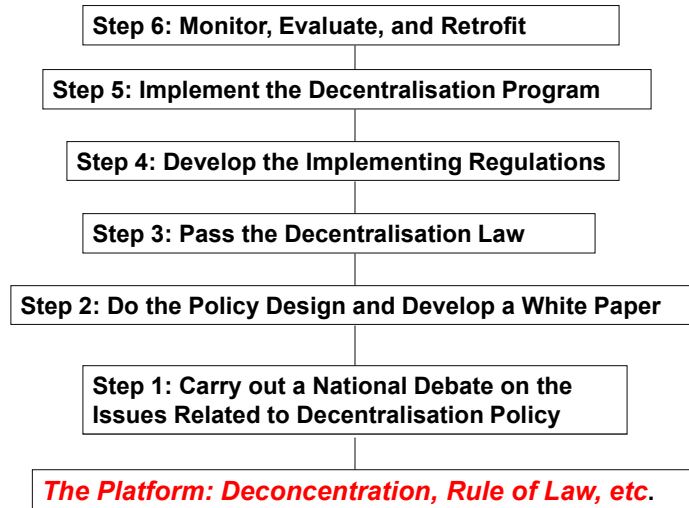 Step 6: Monitor, Evaluate, and Retrofit
Step 5: Implement the Decentralisation Program
Step 4: Develop the Implementing Regulations
Step 3: Pass the Decentralisation Law
Step 2: Do the Policy Design and Develop a White Paper
Step 1: Carry out a National Debate on the
Issues Related to Decentralisation Policy
The Platform: Deconcentration, Rule of Law, etc.